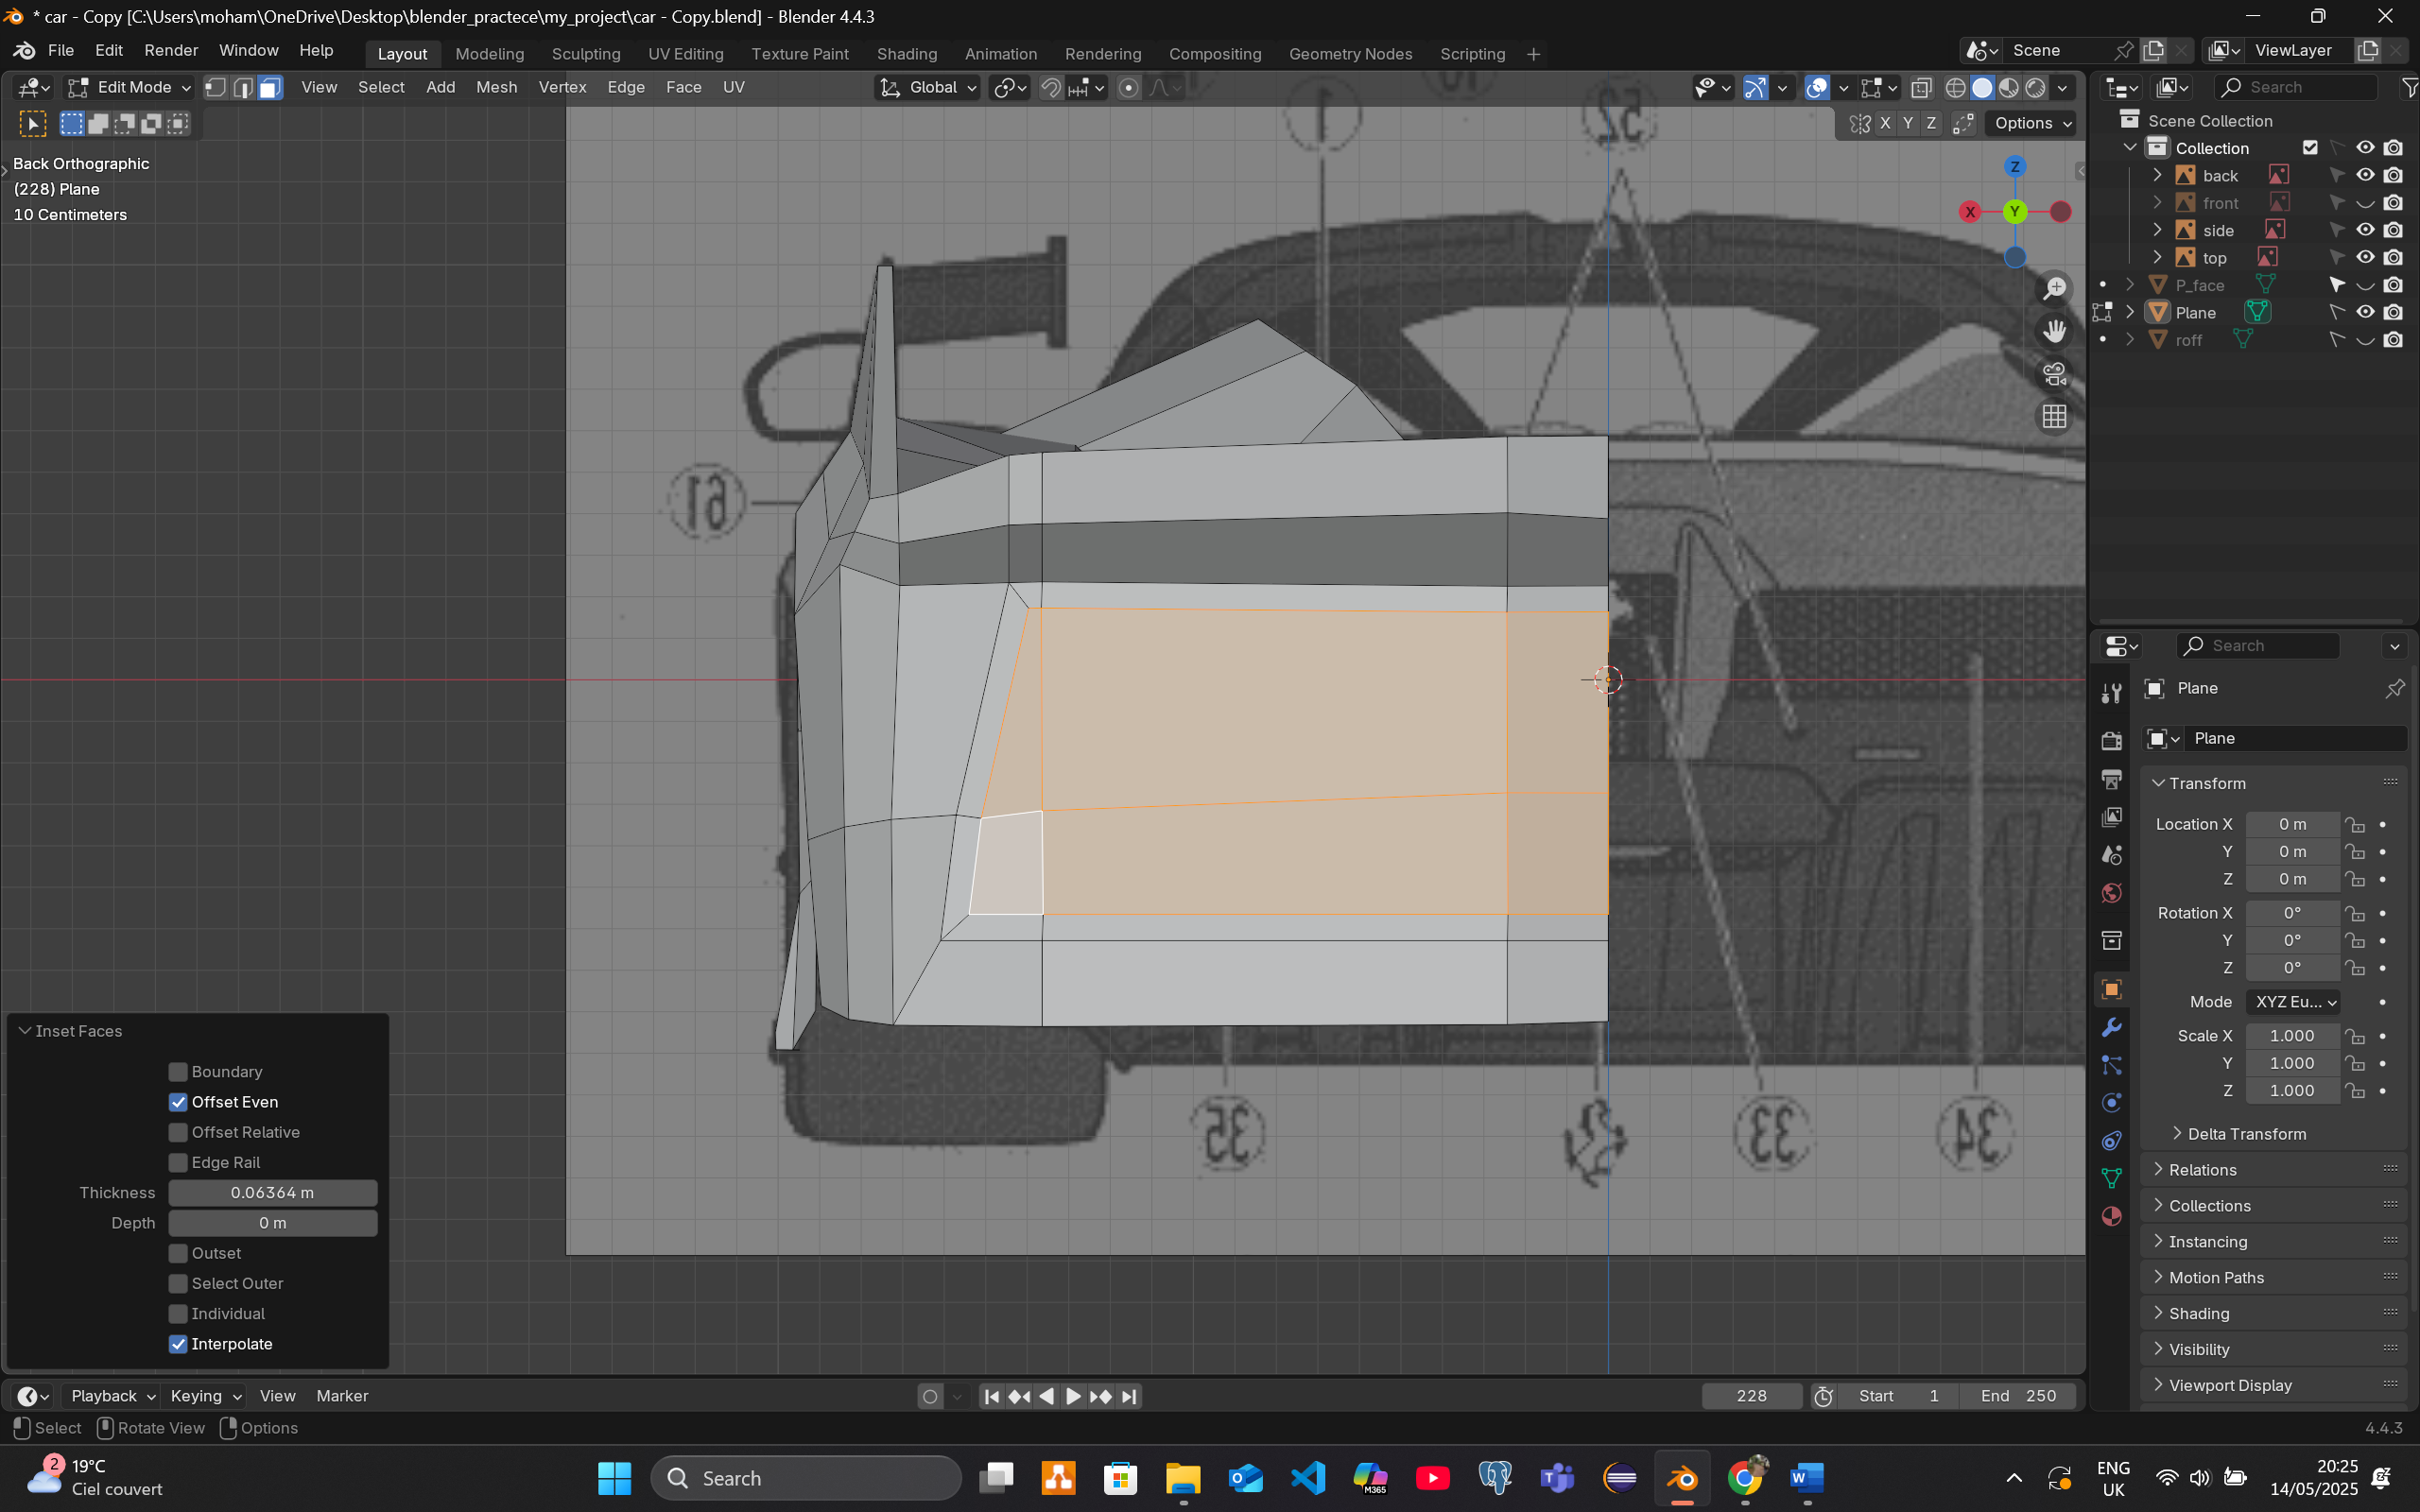 * car - Copy [C:\Users\moham\OneDrive\Desktop\blender_practece\my_project\car - Copy.blend] - Blender 4.4.3
File Edit Render Window Help Layout Modeling Sculpting UV Editing Texture Paint Shading Animation Rendering Compositing Geometry Nodes Scripting + Scene ViewLayer
Edit Mode View Select Add Mesh Vertex Edge Face UV Global Search
X Y Z Options
Back Orthographic
(228) Plane
10 Centimeters
Z
X Y
Scene Collection
Collection
back
front
side
top
P_face
Plane
roff
1
52
61
35
33
34
Search
Plane
Plane
Transform
Location X 0 m
Y 0 m
Z 0 m
Rotation X 0°
Y 0°
Z 0°
Mode XYZ Eu...
Scale X 1.000
Y 1.000
Z 1.000
Delta Transform
Relations
Collections
Instancing
Motion Paths
Shading
Visibility
Viewport Display
Inset Faces
Boundary
Offset Even
Offset Relative
Edge Rail
Thickness 0.06364 m
Depth 0 m
Outset
Select Outer
Individual
Interpolate
Playback Keying View Marker 228 Start 1 End 250
Select Rotate View Options 4.4.3
2
19°C
Ciel couvert
Search
M365
ENG
UK
20:25
14/05/2025